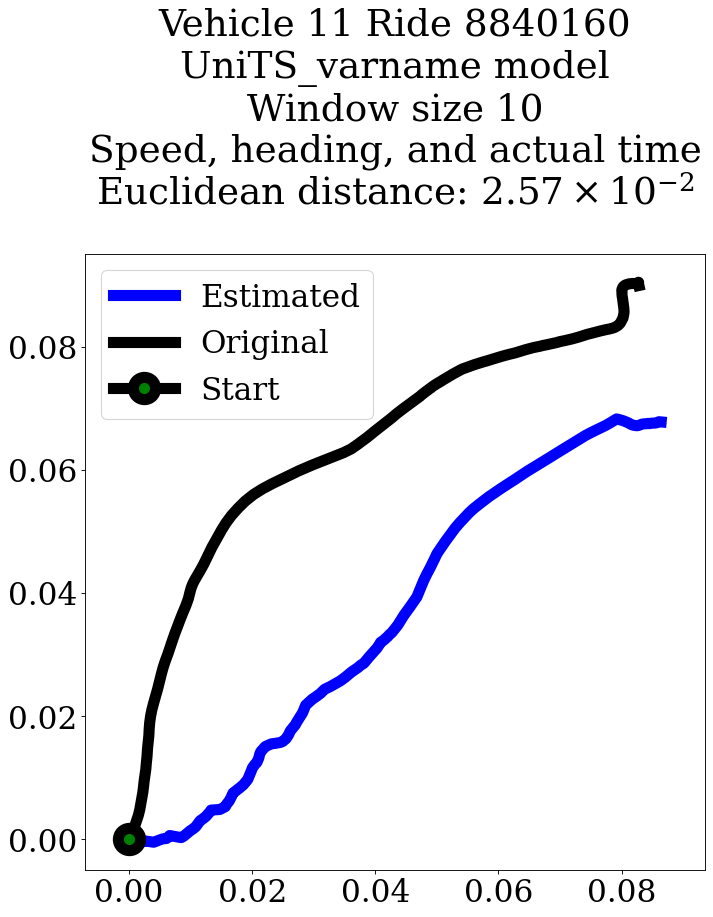 Vehicle 11 Ride 8840160
UniTS_varname model
Window size 10
Speed, heading, and actual time
Euclidean distance: 2.57 × 10⁻²
Estimated
Original
Start
0.08
0.06
0.04
0.02
0.00
0.00 0.02 0.04 0.06 0.08